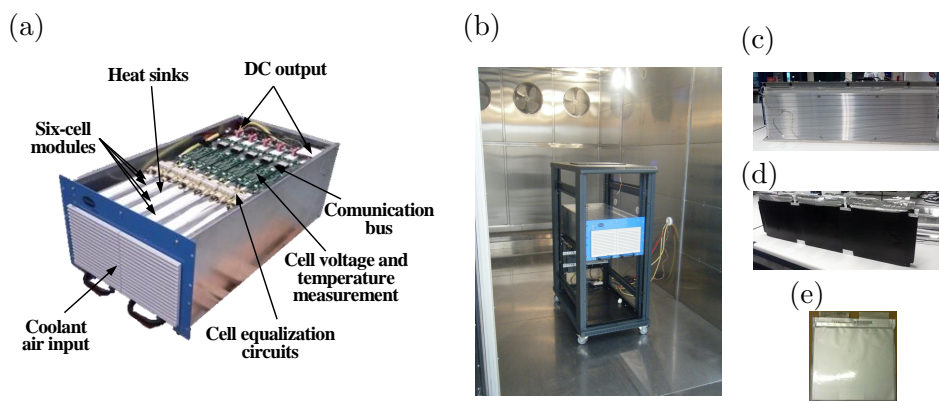 (a)
Heat sinks
DC output
Six-cell
modules
Comunication
bus
Cell voltage and
temperature
measurement
Coolant
air input
Cell equalization
circuits
(b)
(c)
(d)
(e)